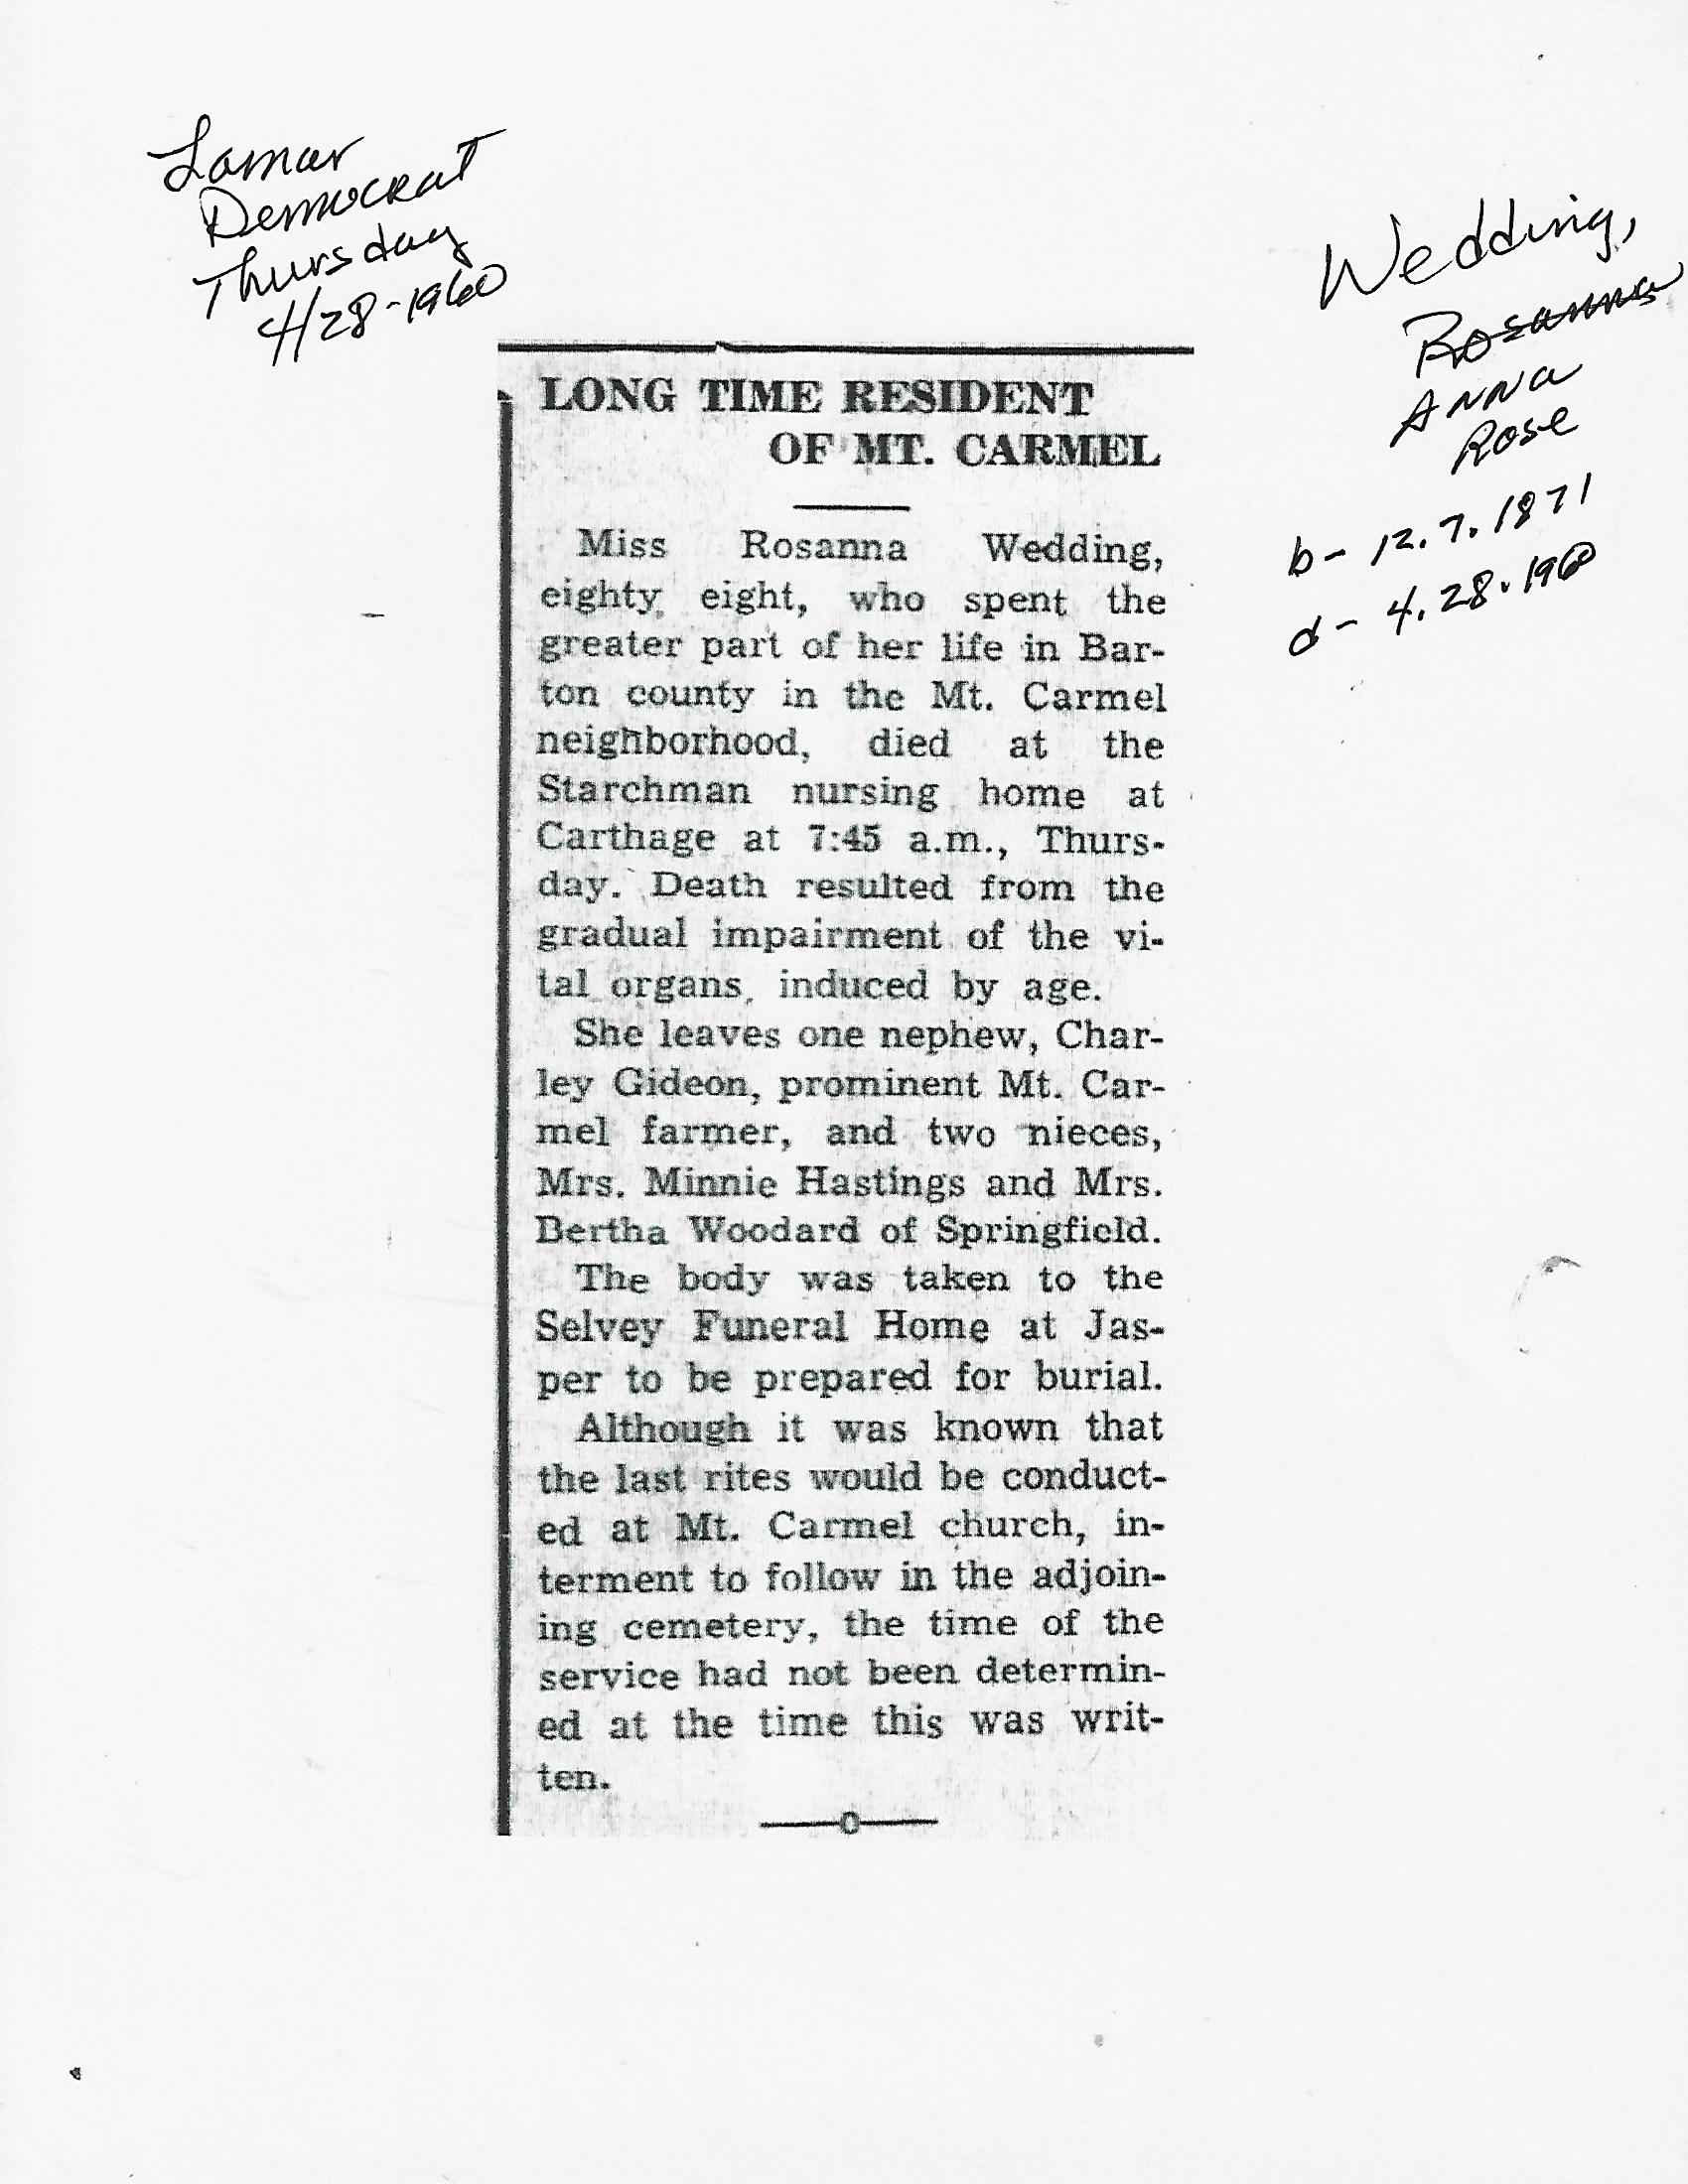 Lamar
Democrat
Thursday
4/28-1960
Wedding,
Rosanna
Anna
Rose
b- 12.7.1871
d- 4.28.1960
LONG TIME RESIDENT
OF MT. CARMEL
Miss Rosanna Wedding,
eighty eight, who spent the
greater part of her life in Bar-
ton county in the Mt. Carmel
neighborhood, died at the
Starchman nursing home at
Carthage at 7:45 a.m., Thurs-
day. Death resulted from the
gradual impairment of the vi-
tal organs, induced by age.
She leaves one nephew, Char-
ley Gideon, prominent Mt. Car-
mel farmer, and two nieces,
Mrs. Minnie Hastings and Mrs.
Bertha Woodard of Springfield.
The body was taken to the
Selvey Funeral Home at Jas-
per to be prepared for burial.
Although it was known that
the last rites would be conduct-
ed at Mt. Carmel church, in-
terment to follow in the adjoin-
ing cemetery, the time of the
service had not been determin-
ed at the time this was writ-
ten.
—o—